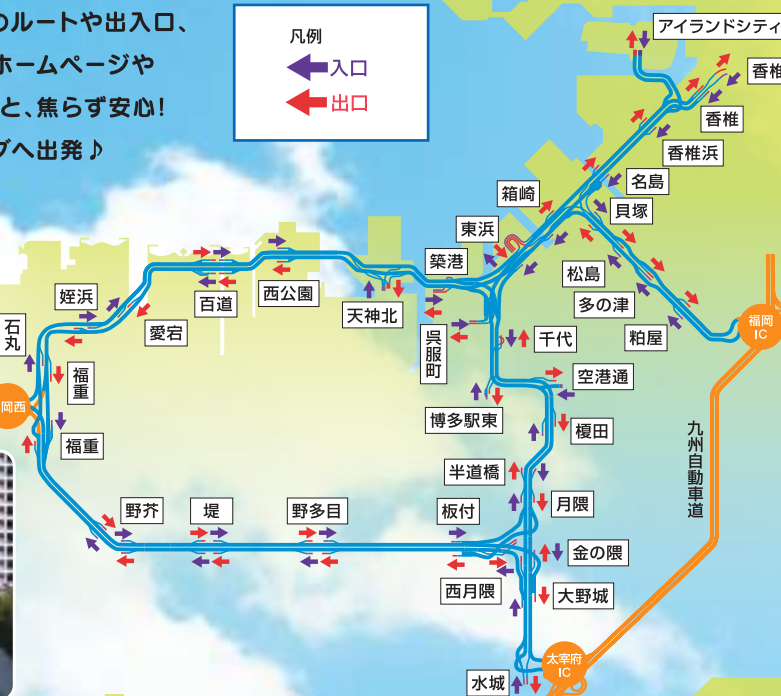 のルートや出入口、
ホームページや
と、焦らず安心!
グへ出発♪
凡例
入口
出口
アイランドシティ
香椎
香椎
香椎浜
名島
貝塚
箱崎
東浜
築港
松島
多の津
粕屋
福岡
IC
姪浜
石丸
愛宕
百道
西公園
天神北
呉服町
千代
空港通
博多駅東
榎田
福重
岡西
福重
半道橋
月隈
九州自動車道
野芥
堤
野多目
板付
金の隈
西月隈
大野城
太宰府
IC
水城